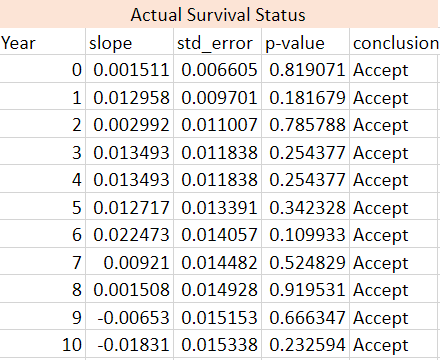 Actual Survival Status
Year slope std_error p-value conclusion
0 0.001511 0.006605 0.819071 Accept
1 0.012958 0.009701 0.181679 Accept
2 0.002992 0.011007 0.785788 Accept
3 0.013493 0.011838 0.254377 Accept
4 0.013493 0.011838 0.254377 Accept
5 0.012717 0.013391 0.342328 Accept
6 0.022473 0.014057 0.109933 Accept
7 0.00921 0.014482 0.524829 Accept
8 0.001508 0.014928 0.919531 Accept
9 -0.00653 0.015153 0.666347 Accept
10 -0.01831 0.015338 0.232594 Accept